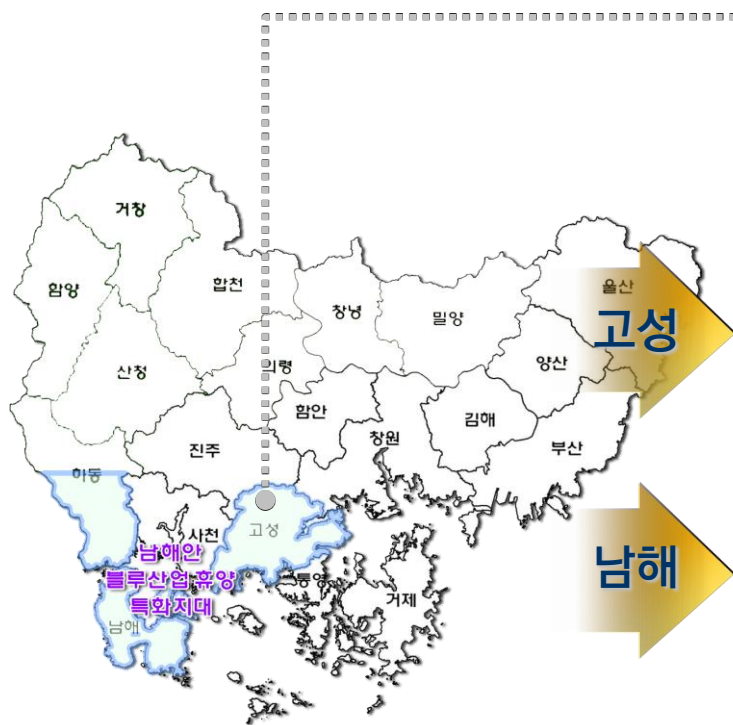 거창
함양
합천
울산
창녕
밀양
고성
산청
의령
양산
함안
김해
창원
부산
진주
하동
고성
사천
남해안
블루산업 휴양
특화지대
통영
거제
남해
남해